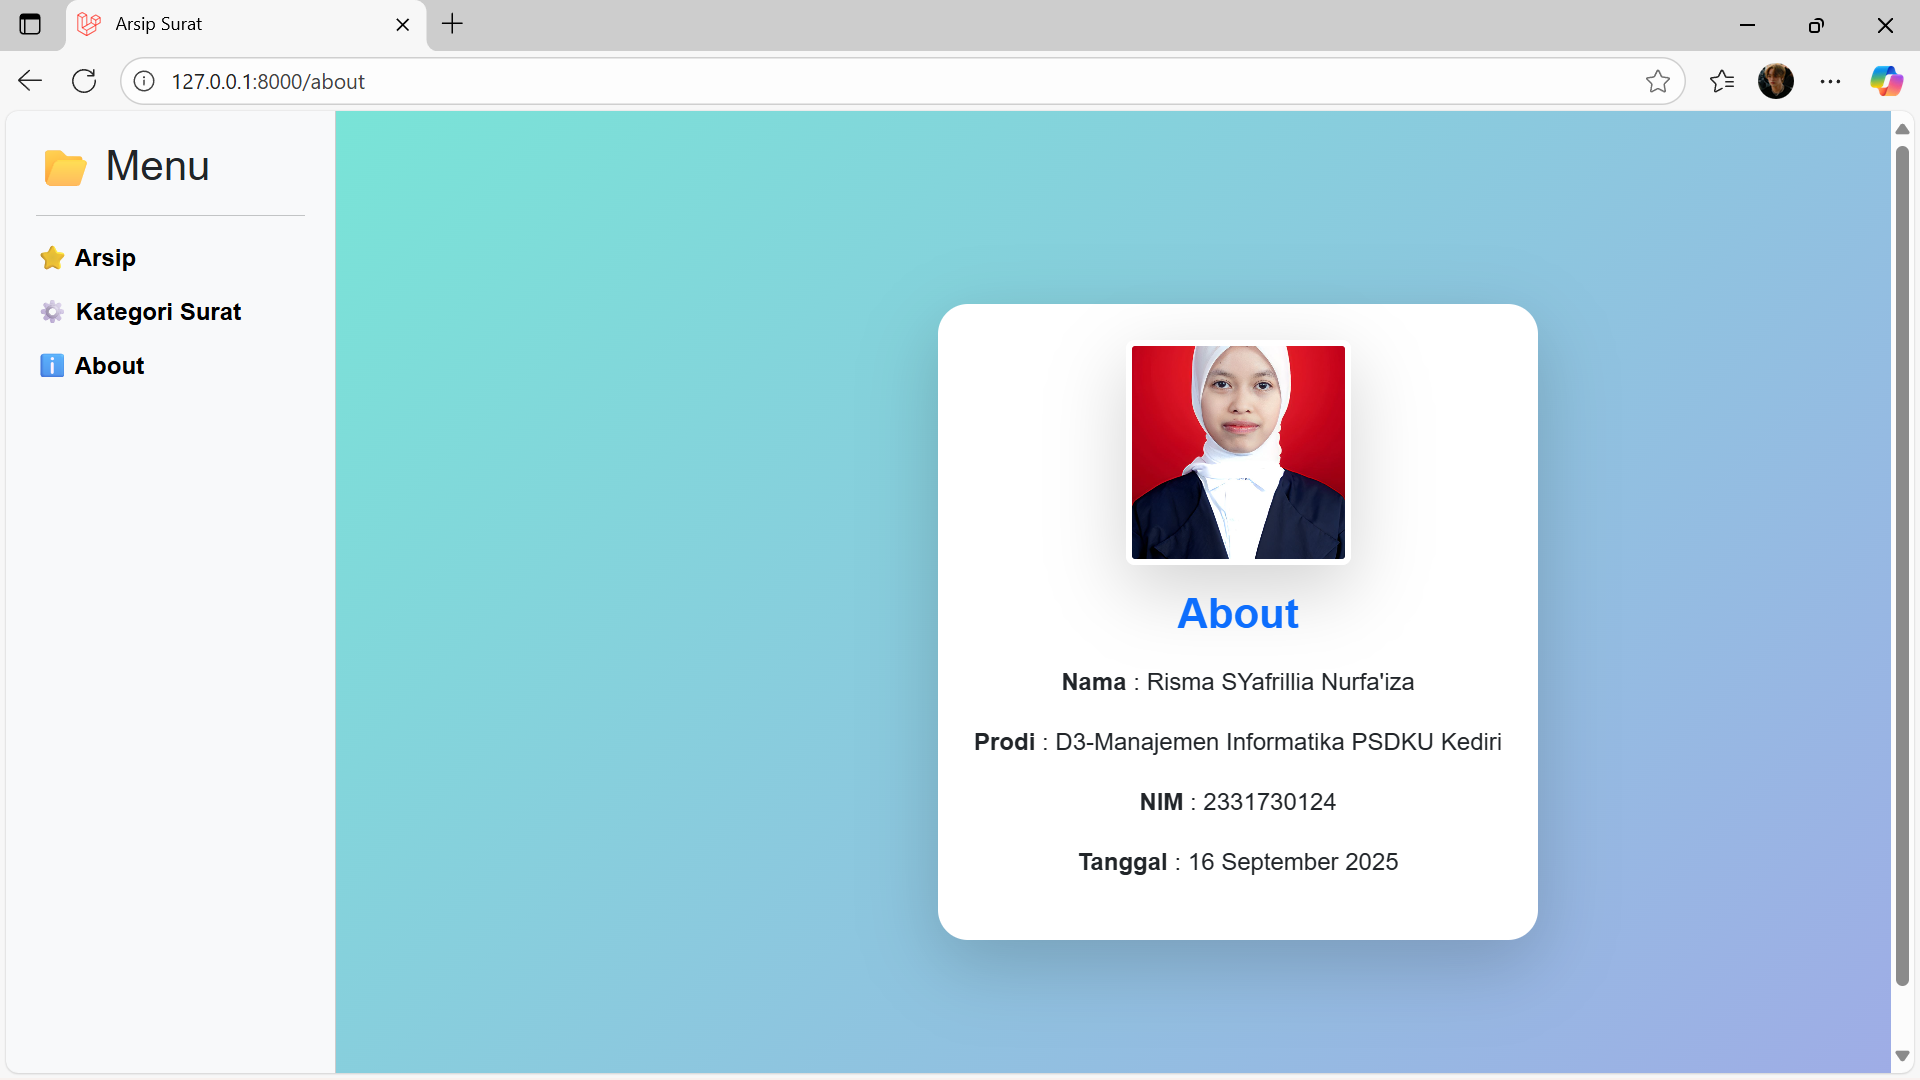 Arsip Surat
127.0.0.1:8000/about
Menu
Arsip
Kategori Surat
About
About
Nama : Risma SYafrillia Nurfa'iza
Prodi : D3-Manajemen Informatika PSDKU Kediri
NIM : 2331730124
Tanggal : 16 September 2025